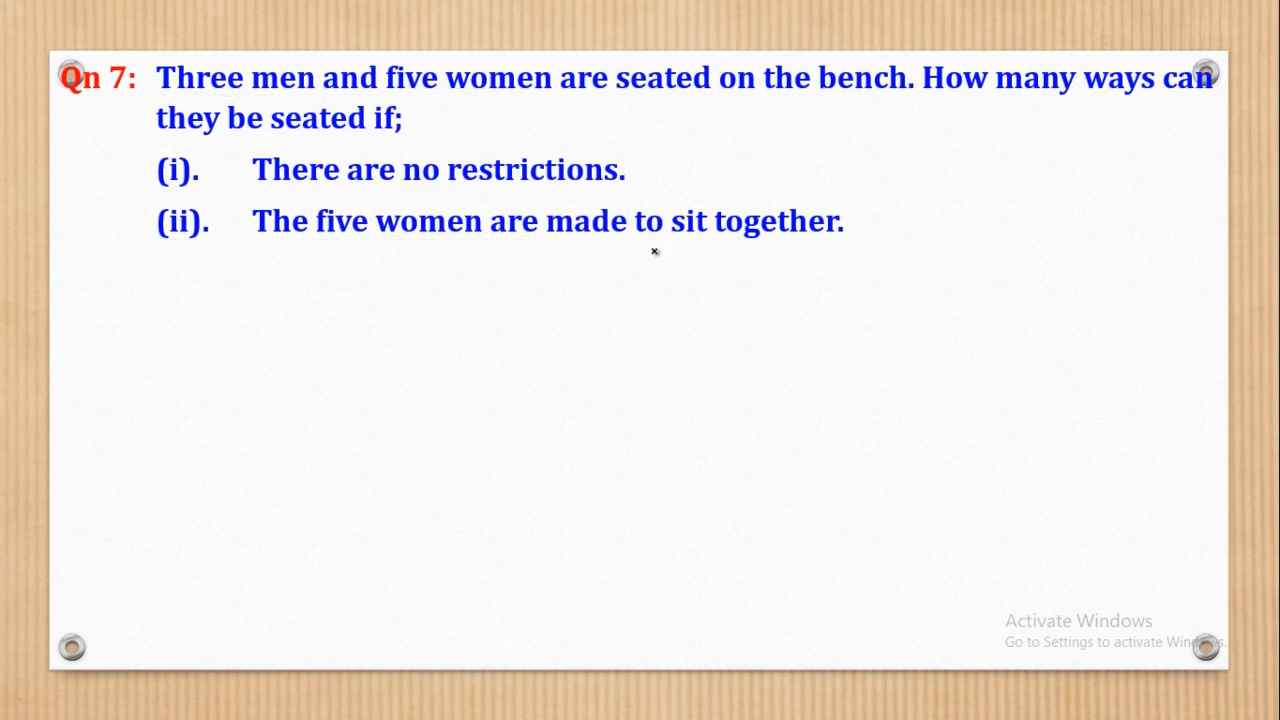 Qn 7: Three men and five women are seated on the bench. How many ways can
they be seated if;
(i). There are no restrictions.
(ii). The five women are made to sit together.
Activate Windows
Go to Settings to activate Windows.